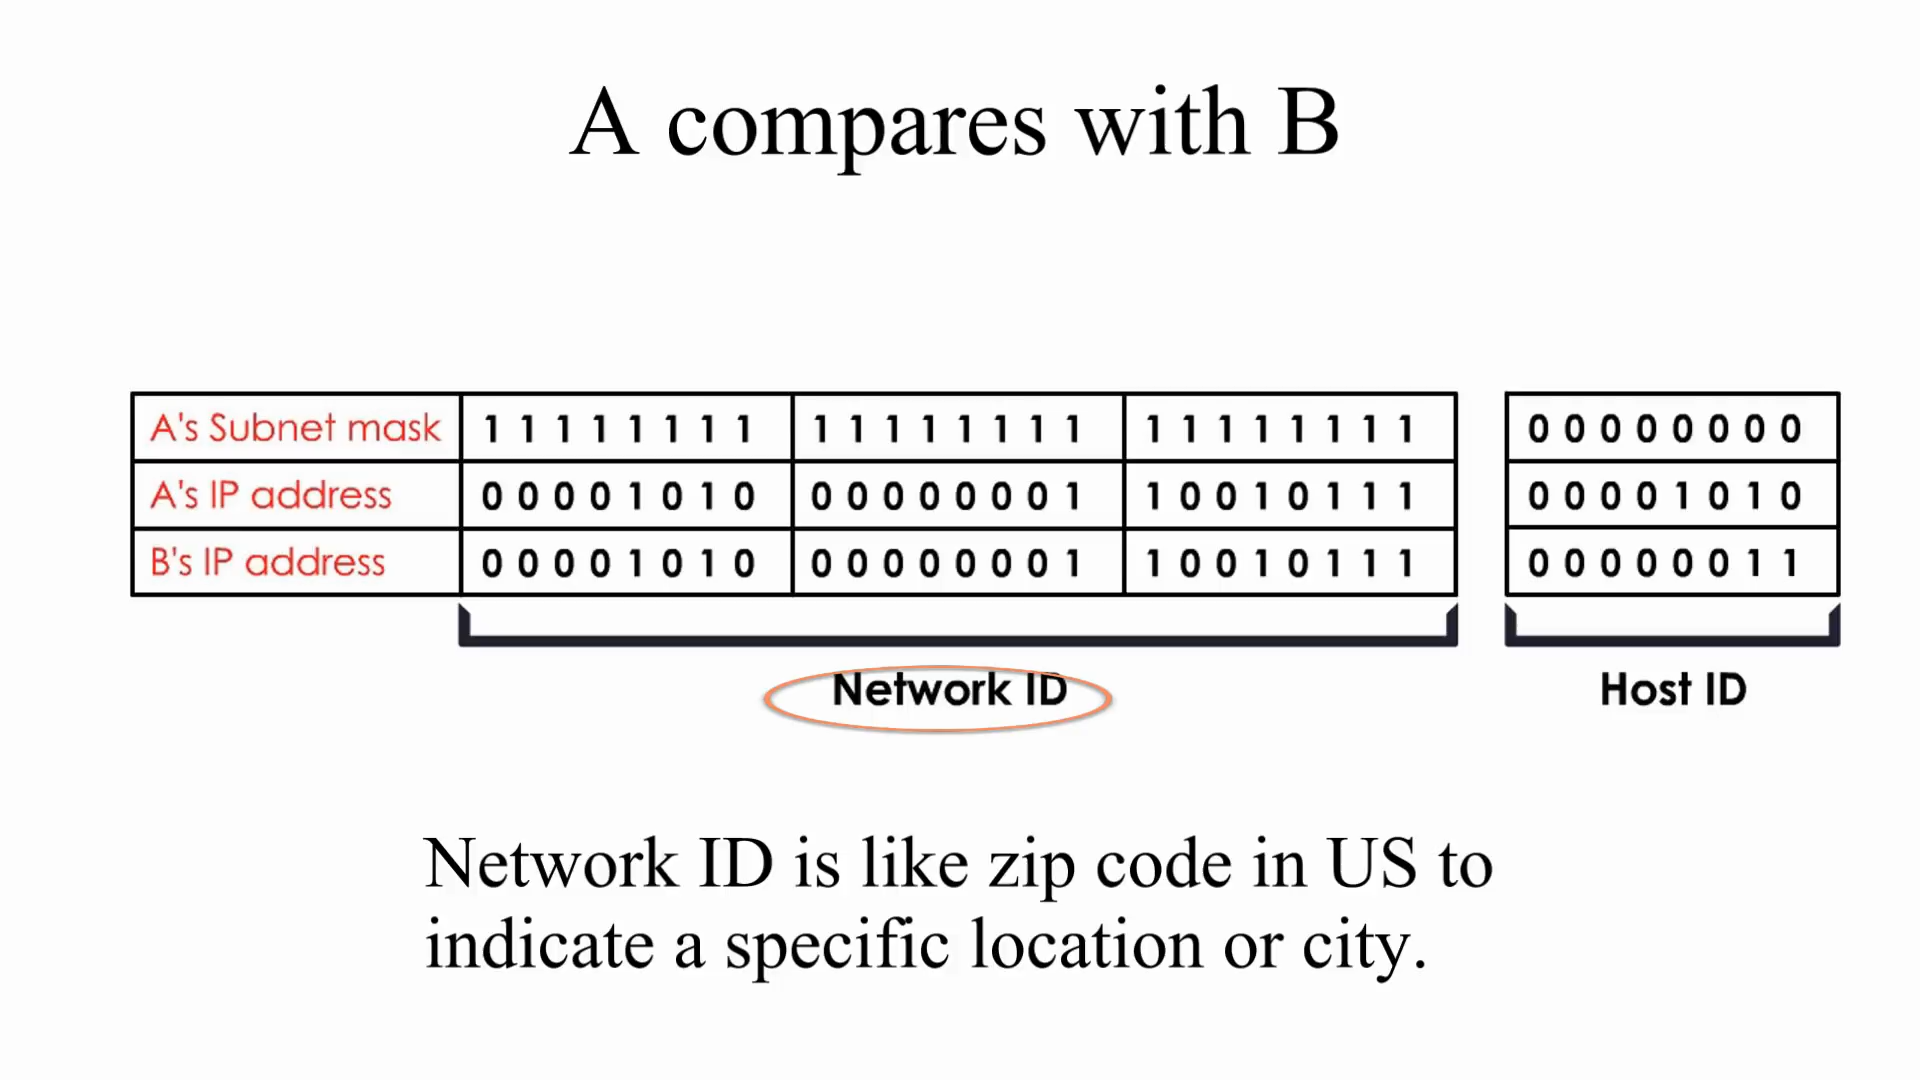 A compares with B
A's Subnet mask 1 1 1 1 1 1 1 1 1 1 1 1 1 1 1 1 1 1 1 1 1 1 1 1 0 0 0 0 0 0 0 0
A's IP address 0 0 0 0 1 0 1 0 0 0 0 0 0 0 0 1 1 0 0 1 0 1 1 1 0 0 0 0 1 0 1 0
B's IP address 0 0 0 0 1 0 1 0 0 0 0 0 0 0 0 1 1 0 0 1 0 1 1 1 0 0 0 0 0 0 1 1
Network ID Host ID
Network ID is like zip code in US to
indicate a specific location or city.